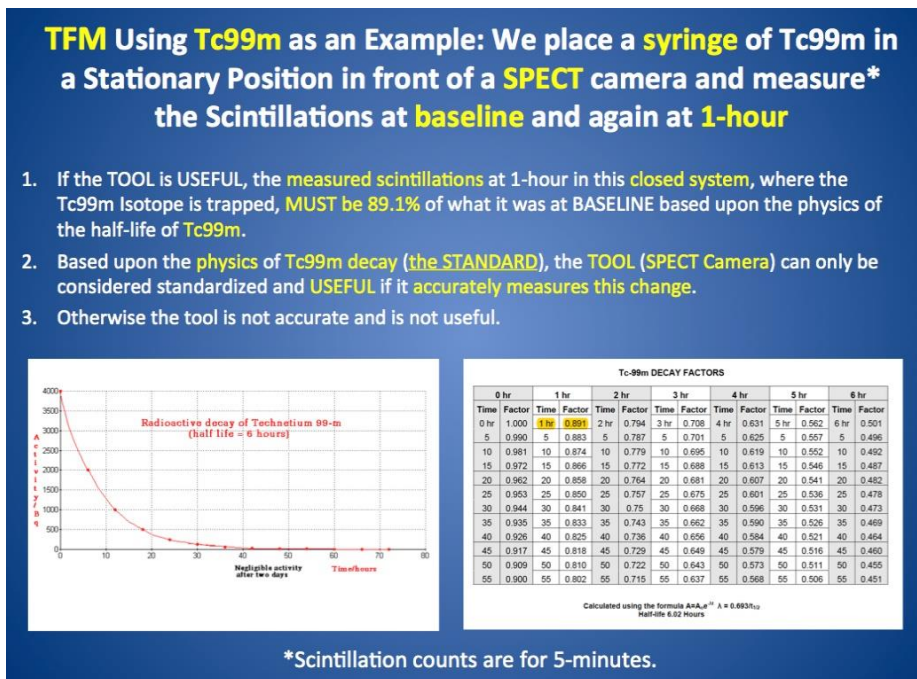 TFM Using Tc99m as an Example: We place a syringe of Tc99m in
a Stationary Position in front of a SPECT camera and measure*
the Scintillations at baseline and again at 1-hour
1. If the TOOL is USEFUL, the measured scintillations at 1-hour in this closed system, where the
Tc99m Isotope is trapped, MUST be 89.1% of what it was at BASELINE based upon the physics of
the half-life of Tc99m.
2. Based upon the physics of Tc99m decay (the STANDARD), the TOOL (SPECT Camera) can only be
considered standardized and USEFUL if it accurately measures this change.
3. Otherwise the tool is not accurate and is not useful.
Radioactive decay of Technetium 99-m
(half life = 6 hours)
Activity/Bq
4000
3500
3000
2500
2000
1500
1000
500
0
0 10 20 30 40 50 60 70 80
Negligible activity
after two days
Time/hours
Tc-99m DECAY FACTORS
0 hr 1 hr 2 hr 3 hr 4 hr 5 hr 6 hr
Time Factor Time Factor Time Factor Time Factor Time Factor Time Factor Time Factor
0 hr 1.000 1 hr 0.891 2 hr 0.794 3 hr 0.708 4 hr 0.631 5 hr 0.562 6 hr 0.501
5 0.990 5 0.883 5 0.787 5 0.701 5 0.625 5 0.557 5 0.496
10 0.981 10 0.874 10 0.779 10 0.695 10 0.619 10 0.552 10 0.492
15 0.972 15 0.866 15 0.772 15 0.688 15 0.613 15 0.546 15 0.487
20 0.962 20 0.858 20 0.764 20 0.681 20 0.607 20 0.541 20 0.482
25 0.953 25 0.850 25 0.757 25 0.675 25 0.601 25 0.536 25 0.478
30 0.944 30 0.841 30 0.75 30 0.668 30 0.596 30 0.531 30 0.473
35 0.935 35 0.833 35 0.743 35 0.662 35 0.590 35 0.526 35 0.469
40 0.926 40 0.825 40 0.736 40 0.656 40 0.584 40 0.521 40 0.464
45 0.917 45 0.818 45 0.729 45 0.649 45 0.579 45 0.516 45 0.460
50 0.909 50 0.810 50 0.722 50 0.643 50 0.573 50 0.511 50 0.455
55 0.900 55 0.802 55 0.715 55 0.637 55 0.568 55 0.506 55 0.451
Calculated using the formula A=A₀e⁻λᵗ λ = 0.693/t₁/₂
Half-life 6.02 Hours
*Scintillation counts are for 5-minutes.